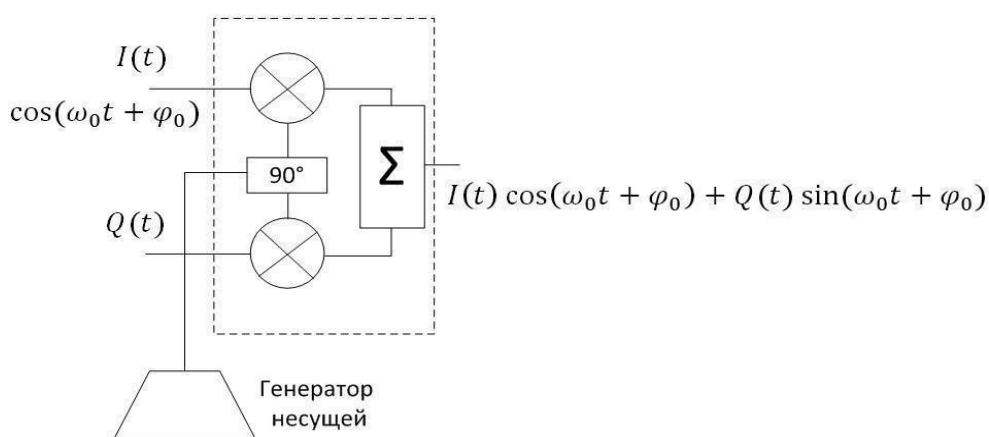 I(t)
cos(ω₀t + φ₀)
90°
Σ
I(t) cos(ω₀t + φ₀) + Q(t) sin(ω₀t + φ₀)
Q(t)
Генератор
несущей